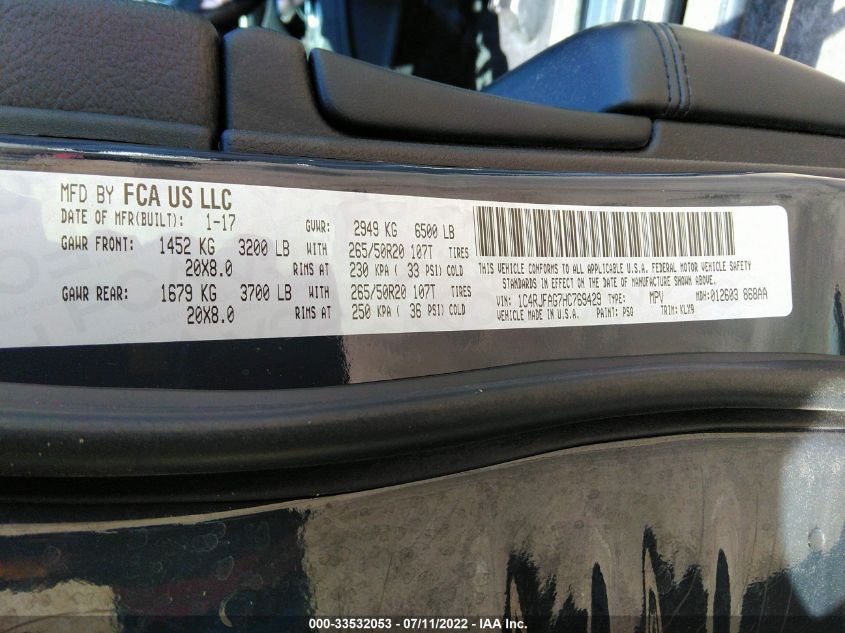 MFD BY FCA US LLC
DATE OF MFR(BUILT): 1-17 GVWR: 2949 KG 6500 LB
GAWR FRONT: 1452 KG 3200 LB WITH 265/50R20 107T TIRES
20X8.0 RIMS AT 230 KPA ( 33 PSI) COLD
GAWR REAR: 1679 KG 3700 LB WITH 265/50R20 107T TIRES
20X8.0 RIMS AT 250 KPA ( 36 PSI) COLD
THIS VEHICLE CONFORMS TO ALL APPLICABLE U.S.A. FEDERAL MOTOR VEHICLE SAFETY
STANDARDS IN EFFECT ON THE DATE OF MANUFACTURE SHOWN ABOVE.
VIN: 1C4RJFAG7HC769429 TYPE: MPV MDH: 012603 868AA
VEHICLE MADE IN U.S.A. PAINT: PSQ TRIM: KLX9
000-33532053 - 07/11/2022 - © IAA Inc.